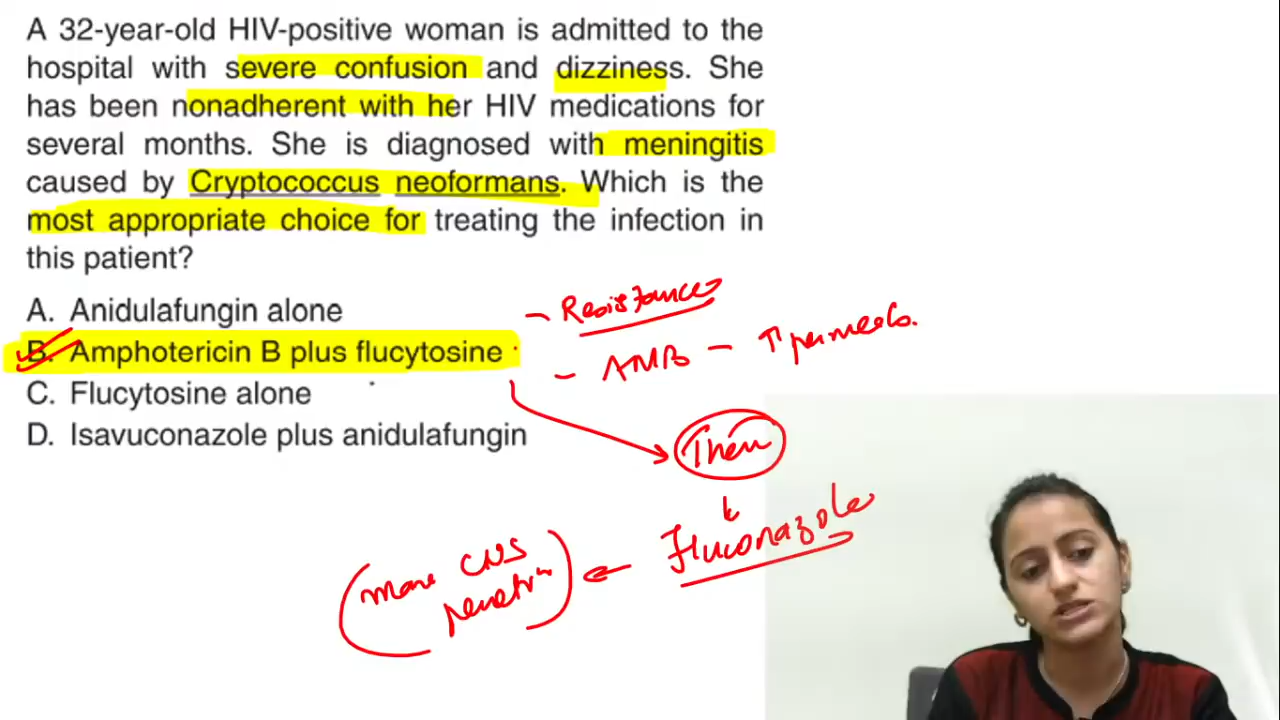 A 32-year-old HIV-positive woman is admitted to the
hospital with severe confusion and dizziness. She
has been nonadherent with her HIV medications for
several months. She is diagnosed with meningitis
caused by Cryptococcus neoformans. Which is the
most appropriate choice for treating the infection in
this patient?
A. Anidulafungin alone
B. Amphotericin B plus flucytosine
C. Flucytosine alone
D. Isavuconazole plus anidulafungin
- Resistance
- AMB - ↑ permeab.
Then
Fluconazole
(more CNS
penetrⁿ)